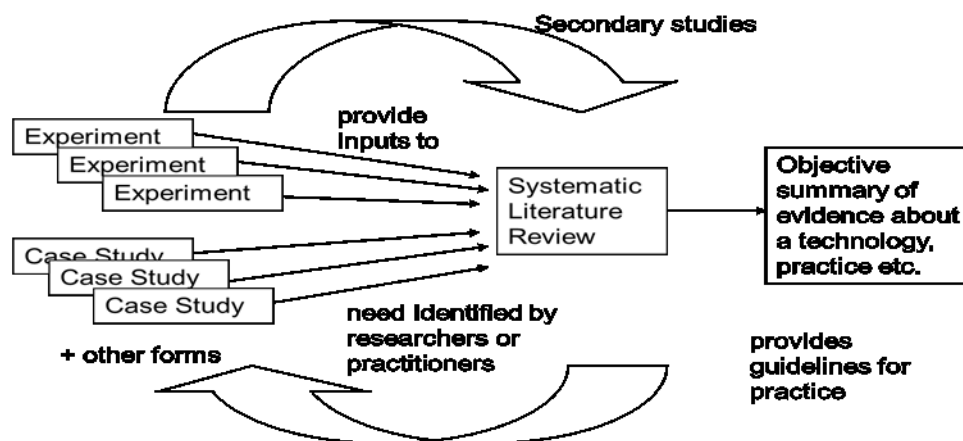 Secondary studies
provide
inputs to
Experiment
Experiment
Experiment
Systematic
Literature
Review
Objective
summary of
evidence about
a technology,
practice etc.
Case Study
Case Study
Case Study
+ other forms
need identified by
researchers or
practitioners
provides
guidelines for
practice